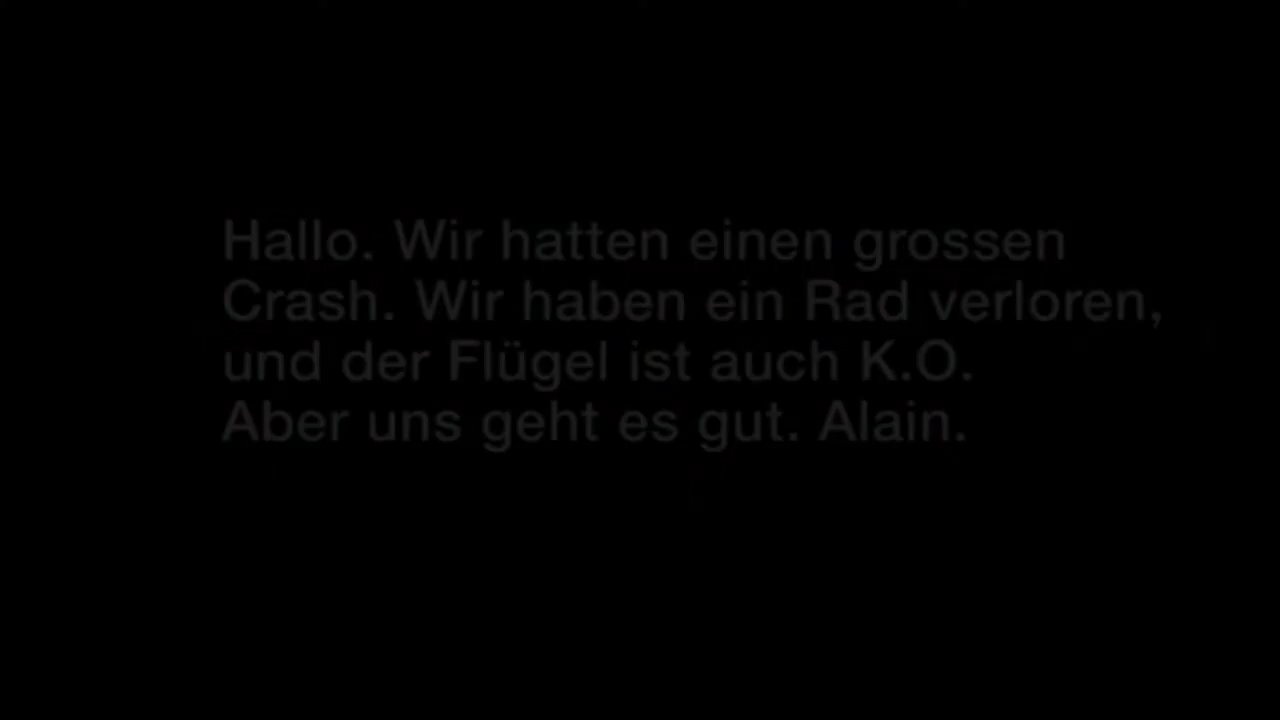 Hallo. Wir hatten einen grossen
Crash. Wir haben ein Rad verloren,
und der Flügel ist auch K.O.
Aber uns geht es gut. Alain.